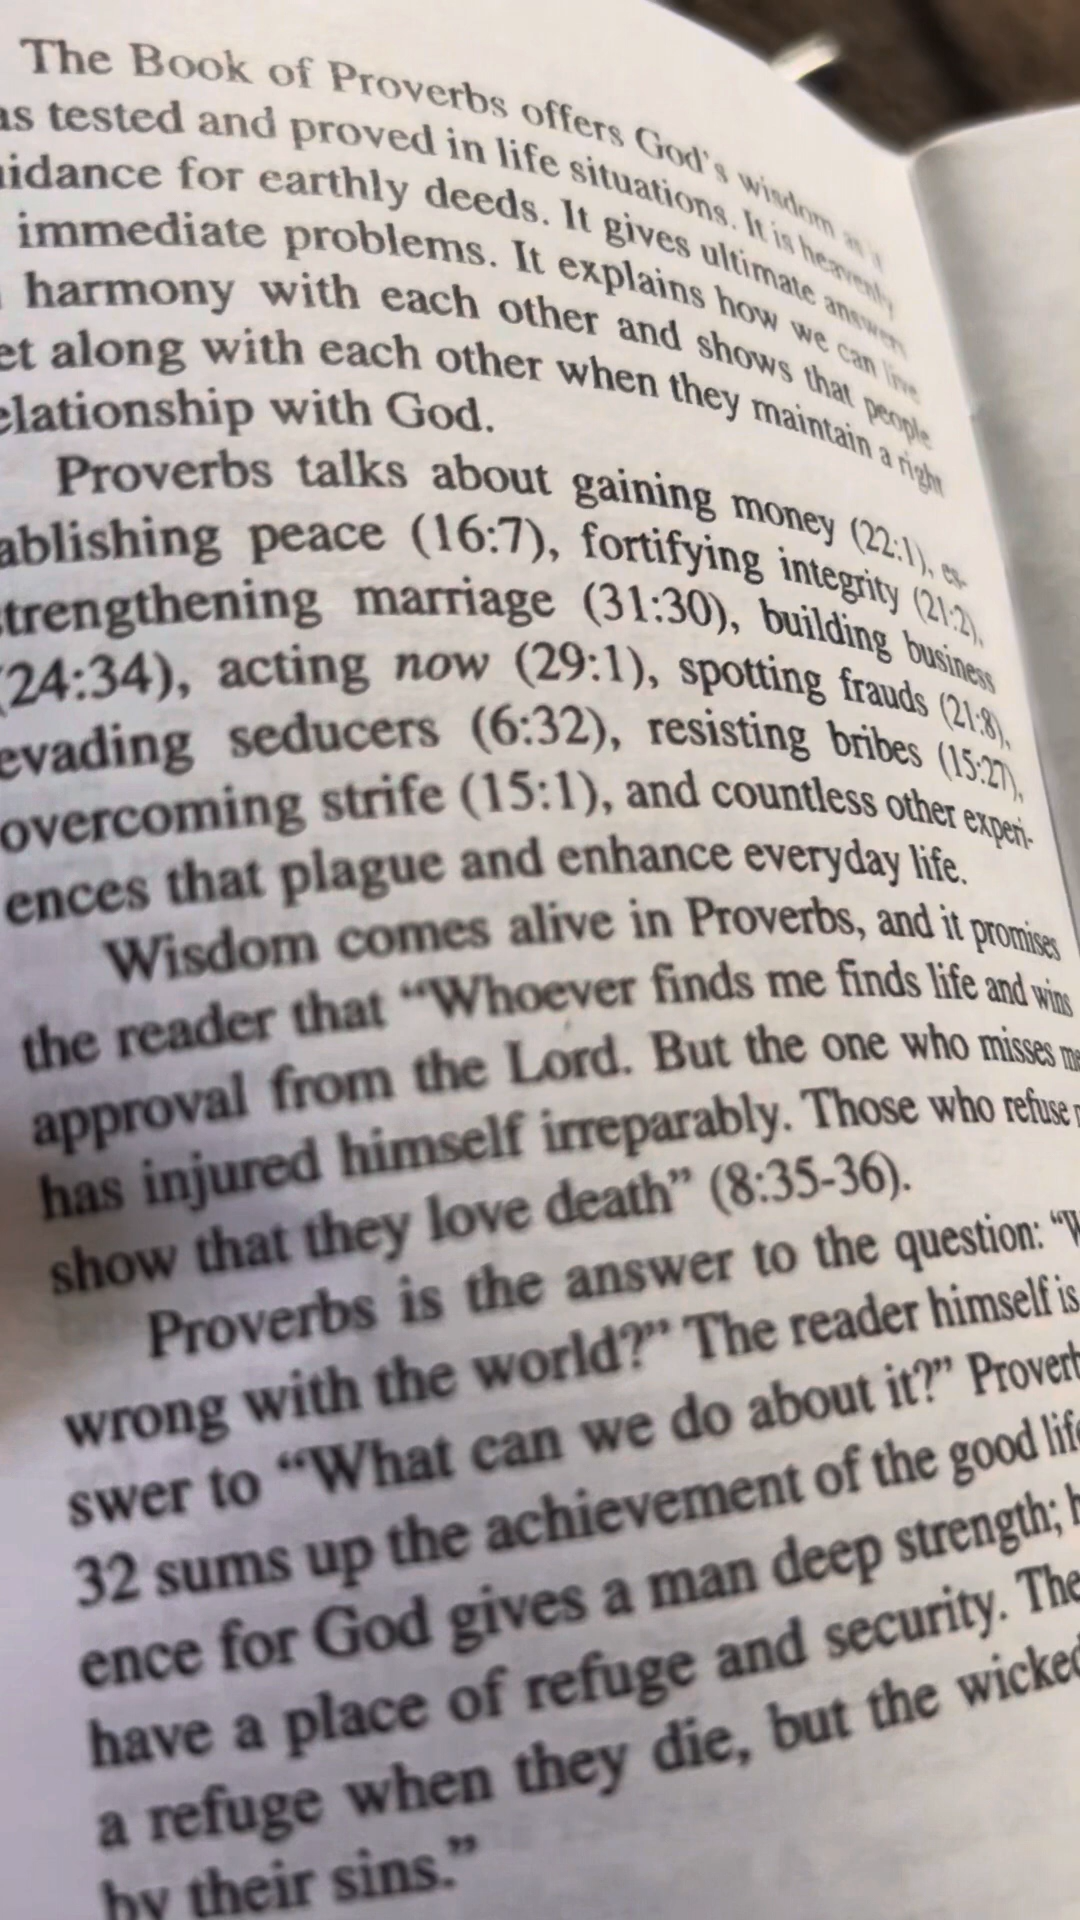 The Book of Proverbs offers God's wisdom as it
as tested and proved in life situations. It is heavenly
uidance for earthly deeds. It gives ultimate answers
immediate problems. It explains how we can live
harmony with each other and shows that people
et along with each other when they maintain a right
elationship with God.
Proverbs talks about gaining money (22:1), es-
ablishing peace (16:7), fortifying integrity (21:2),
trengthening marriage (31:30), building business
(24:34), acting now (29:1), spotting frauds (21:8),
evading seducers (6:32), resisting bribes (15:27),
overcoming strife (15:1), and countless other experi-
ences that plague and enhance everyday life.
Wisdom comes alive in Proverbs, and it promises
the reader that “Whoever finds me finds life and wins
approval from the Lord. But the one who misses me
has injured himself irreparably. Those who refuse
show that they love death” (8:35-36).
Proverbs is the answer to the question: “W
wrong with the world?” The reader himself is
swer to “What can we do about it?” Proverb
32 sums up the achievement of the good life
ence for God gives a man deep strength; h
have a place of refuge and security. The
a refuge when they die, but the wicked
by their sins.”